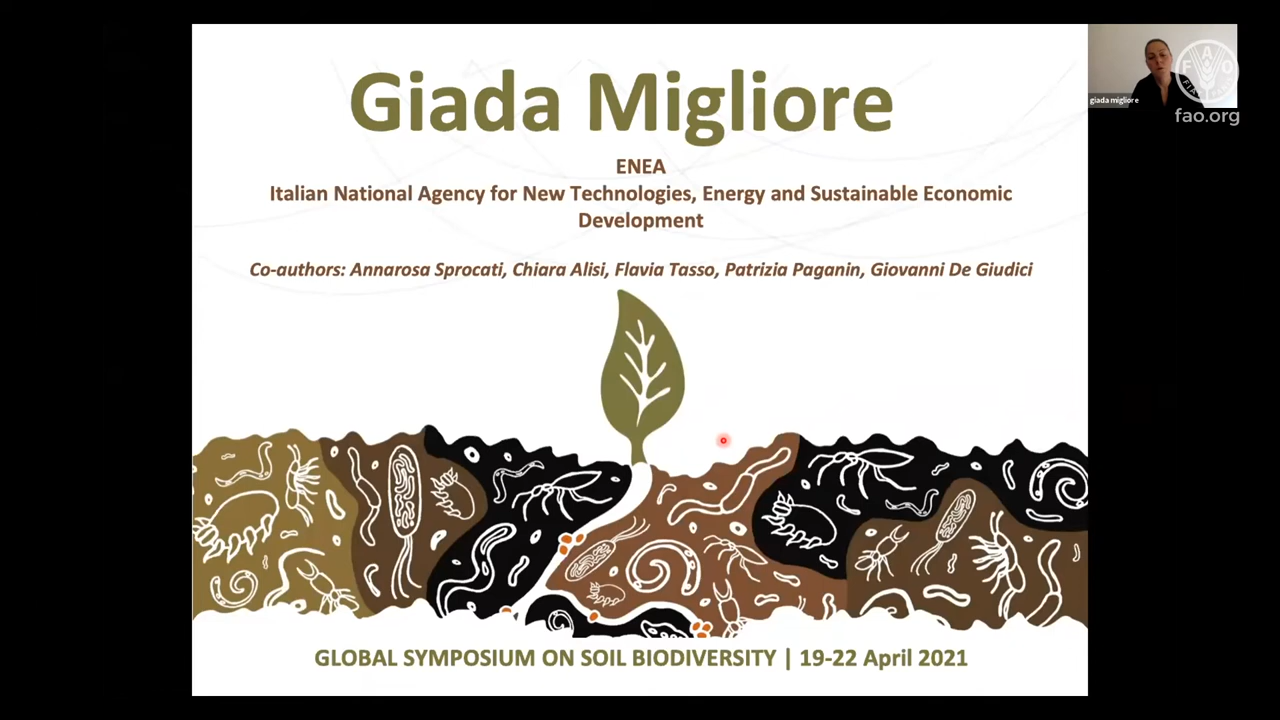 Giada Migliore
ENEA
Italian National Agency for New Technologies, Energy and Sustainable Economic
Development
Co-authors: Annarosa Sprocati, Chiara Alisi, Flavia Tasso, Patrizia Paganin, Giovanni De Giudici
GLOBAL SYMPOSIUM ON SOIL BIODIVERSITY | 19-22 April 2021
giada migliore
F A O
fao.org